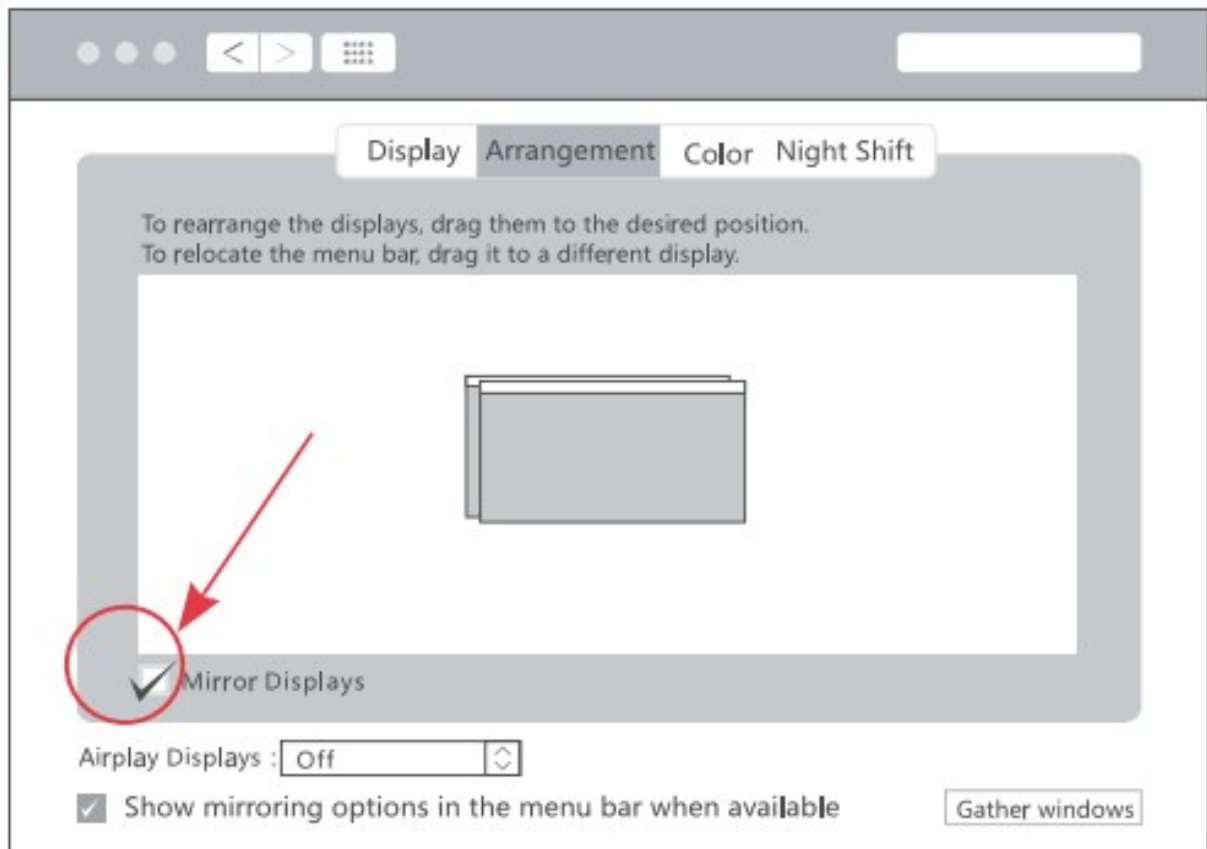 Display Arrangement Color Night Shift
To rearrange the displays, drag them to the desired position.
To relocate the menu bar, drag it to a different display.
Mirror Displays
Airplay Displays : Off
Show mirroring options in the menu bar when available
Gather windows